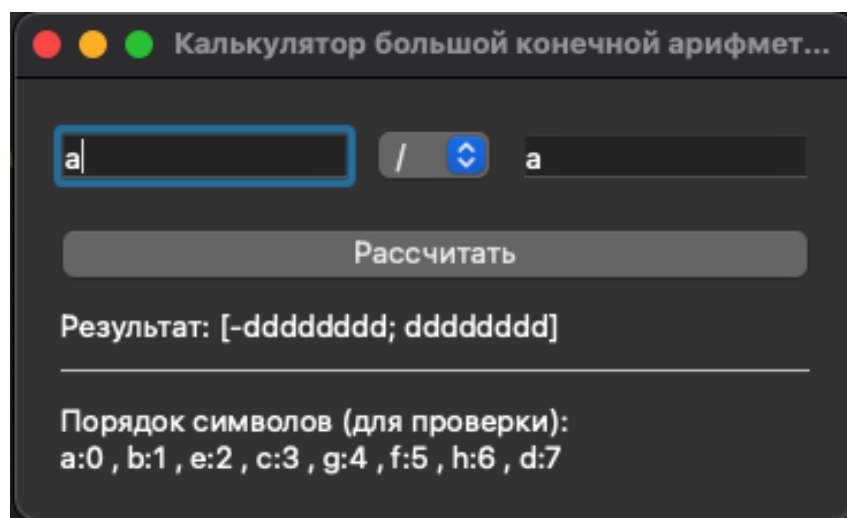 Калькулятор большой конечной арифмет...
a / a
Рассчитать
Результат: [-dddddddd; dddddddd]
Порядок символов (для проверки):
a:0 , b:1 , e:2 , c:3 , g:4 , f:5 , h:6 , d:7